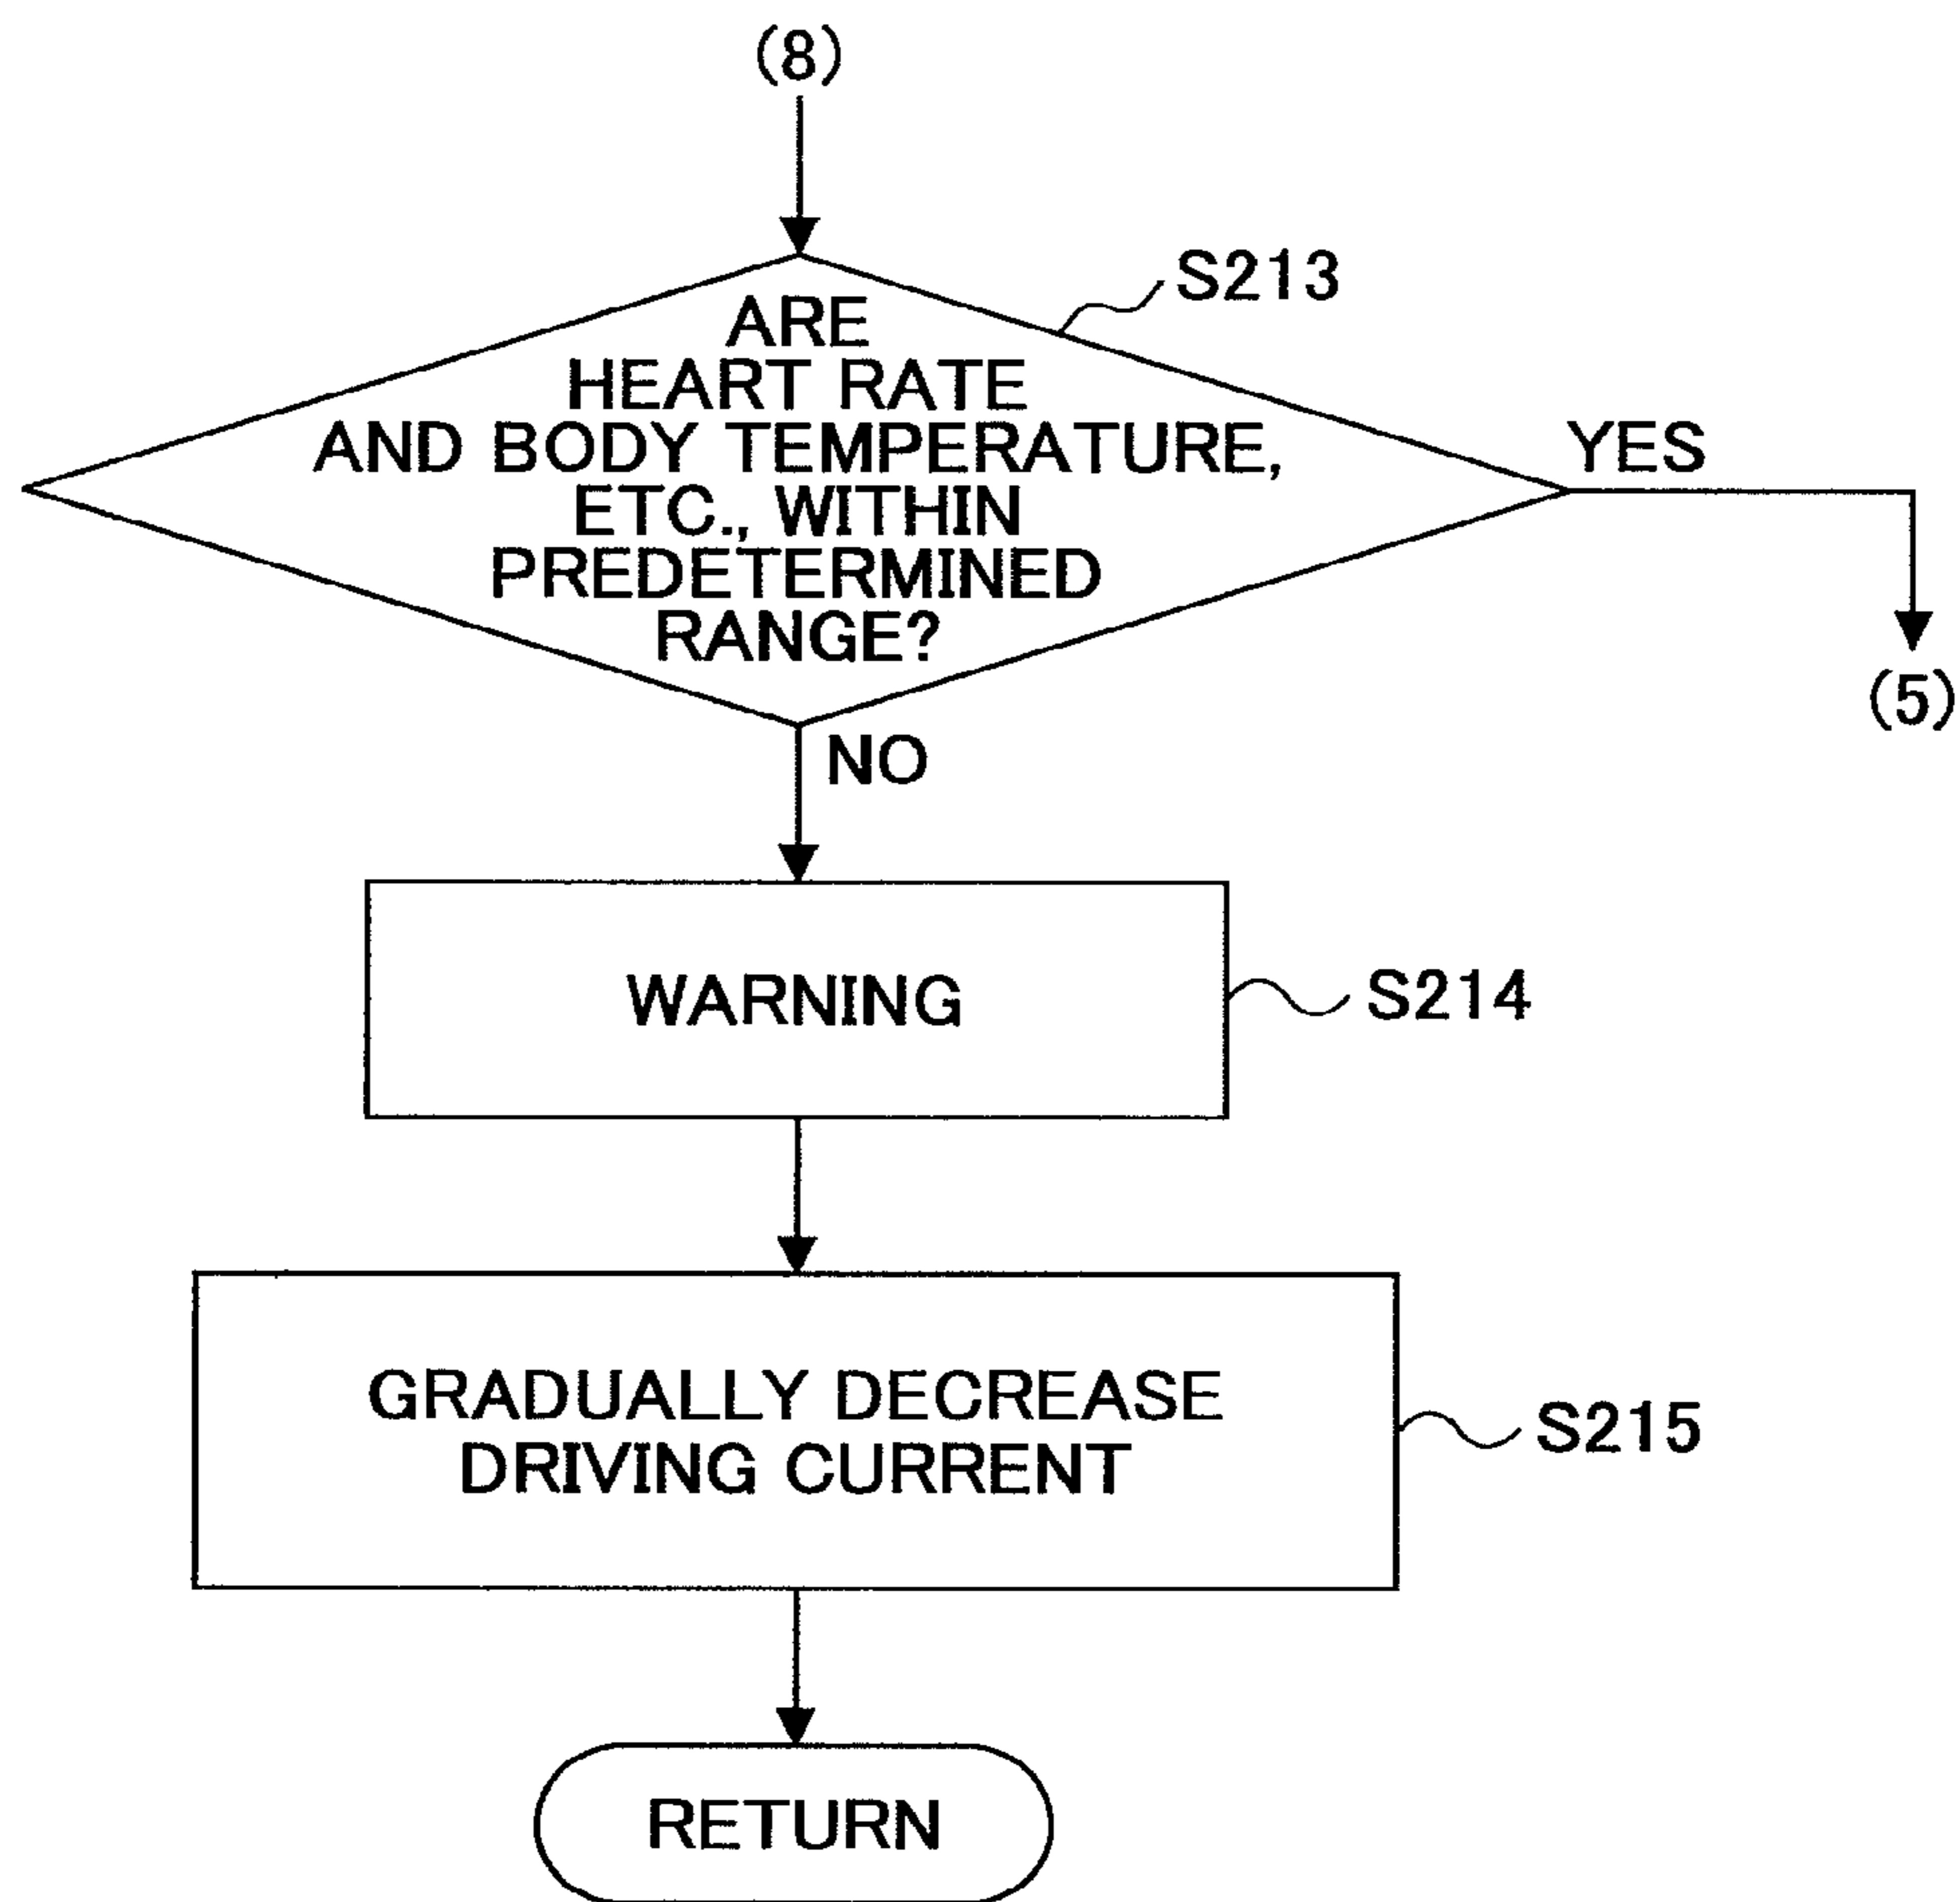 (8)
S213
ARE
HEART RATE
AND BODY TEMPERATURE,
ETC., WITHIN
PREDETERMINED
RANGE?
YES
(5)
NO
WARNING
S214
GRADUALLY DECREASE
DRIVING CURRENT
S215
RETURN